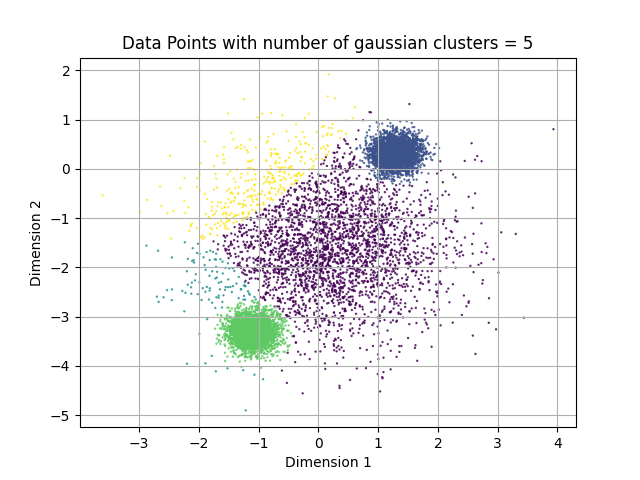 Data Points with number of gaussian clusters = 5
2
1
0
−1
−2
−3
−4
−5
Dimension 2
−3 −2 −1 0 1 2 3 4
Dimension 1